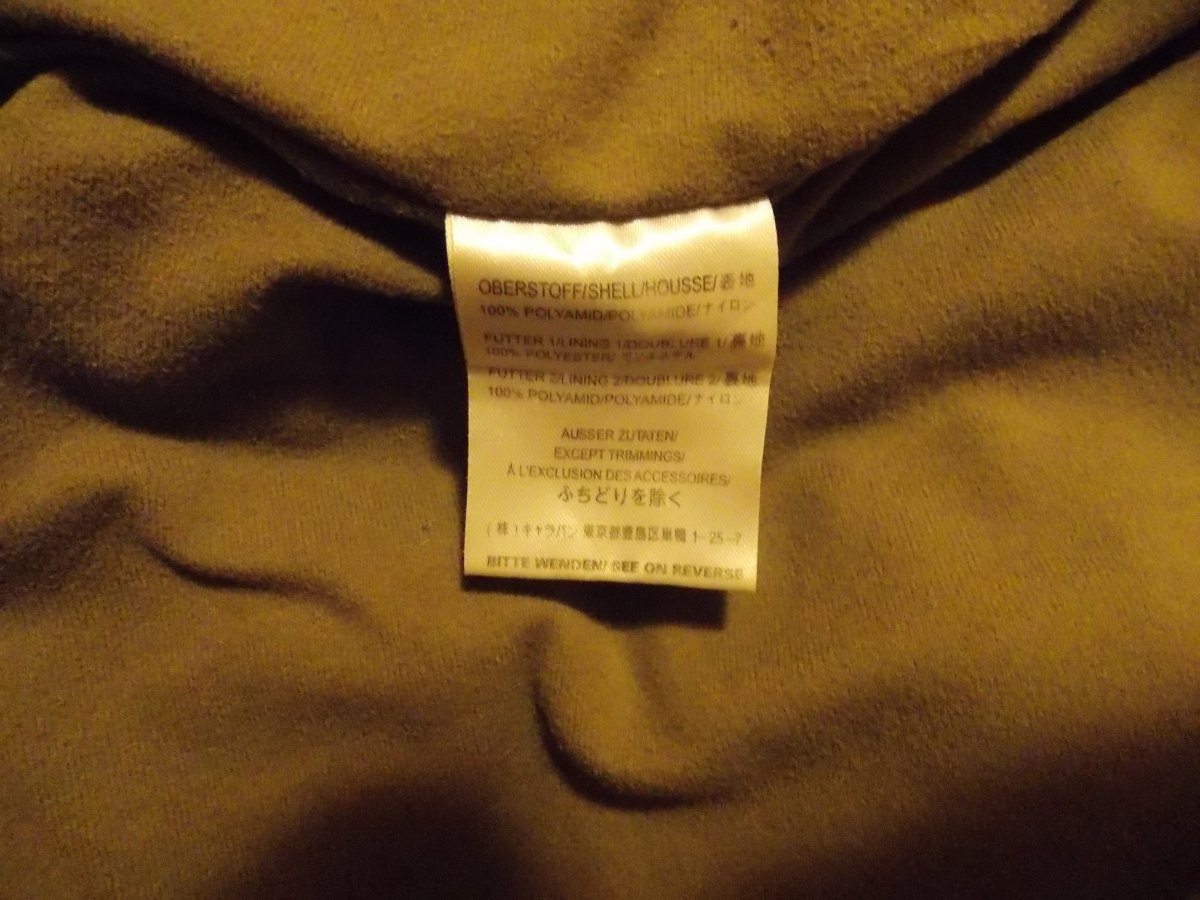 OBERSTOFF/SHELL/HOUSSE/表地
100% POLYAMID/POLYAMIDE/ナイロン
FUTTER 1/LINING 1/DOUBLURE 1/裏地
100% POLYESTER/
FUTTER 2/LINING 2/DOUBLURE 2/裏地
100% POLYAMID/POLYAMIDE/ナイロン
AUSSER ZUTATEN/
EXCEPT TRIMMINGS/
À L'EXCLUSION DES ACCESSOIRES/
ふちどりを除く
(株)キャラバン 東京都豊島区巣鴨 1-25-7
BITTE WENDEN/ SEE ON REVERSE